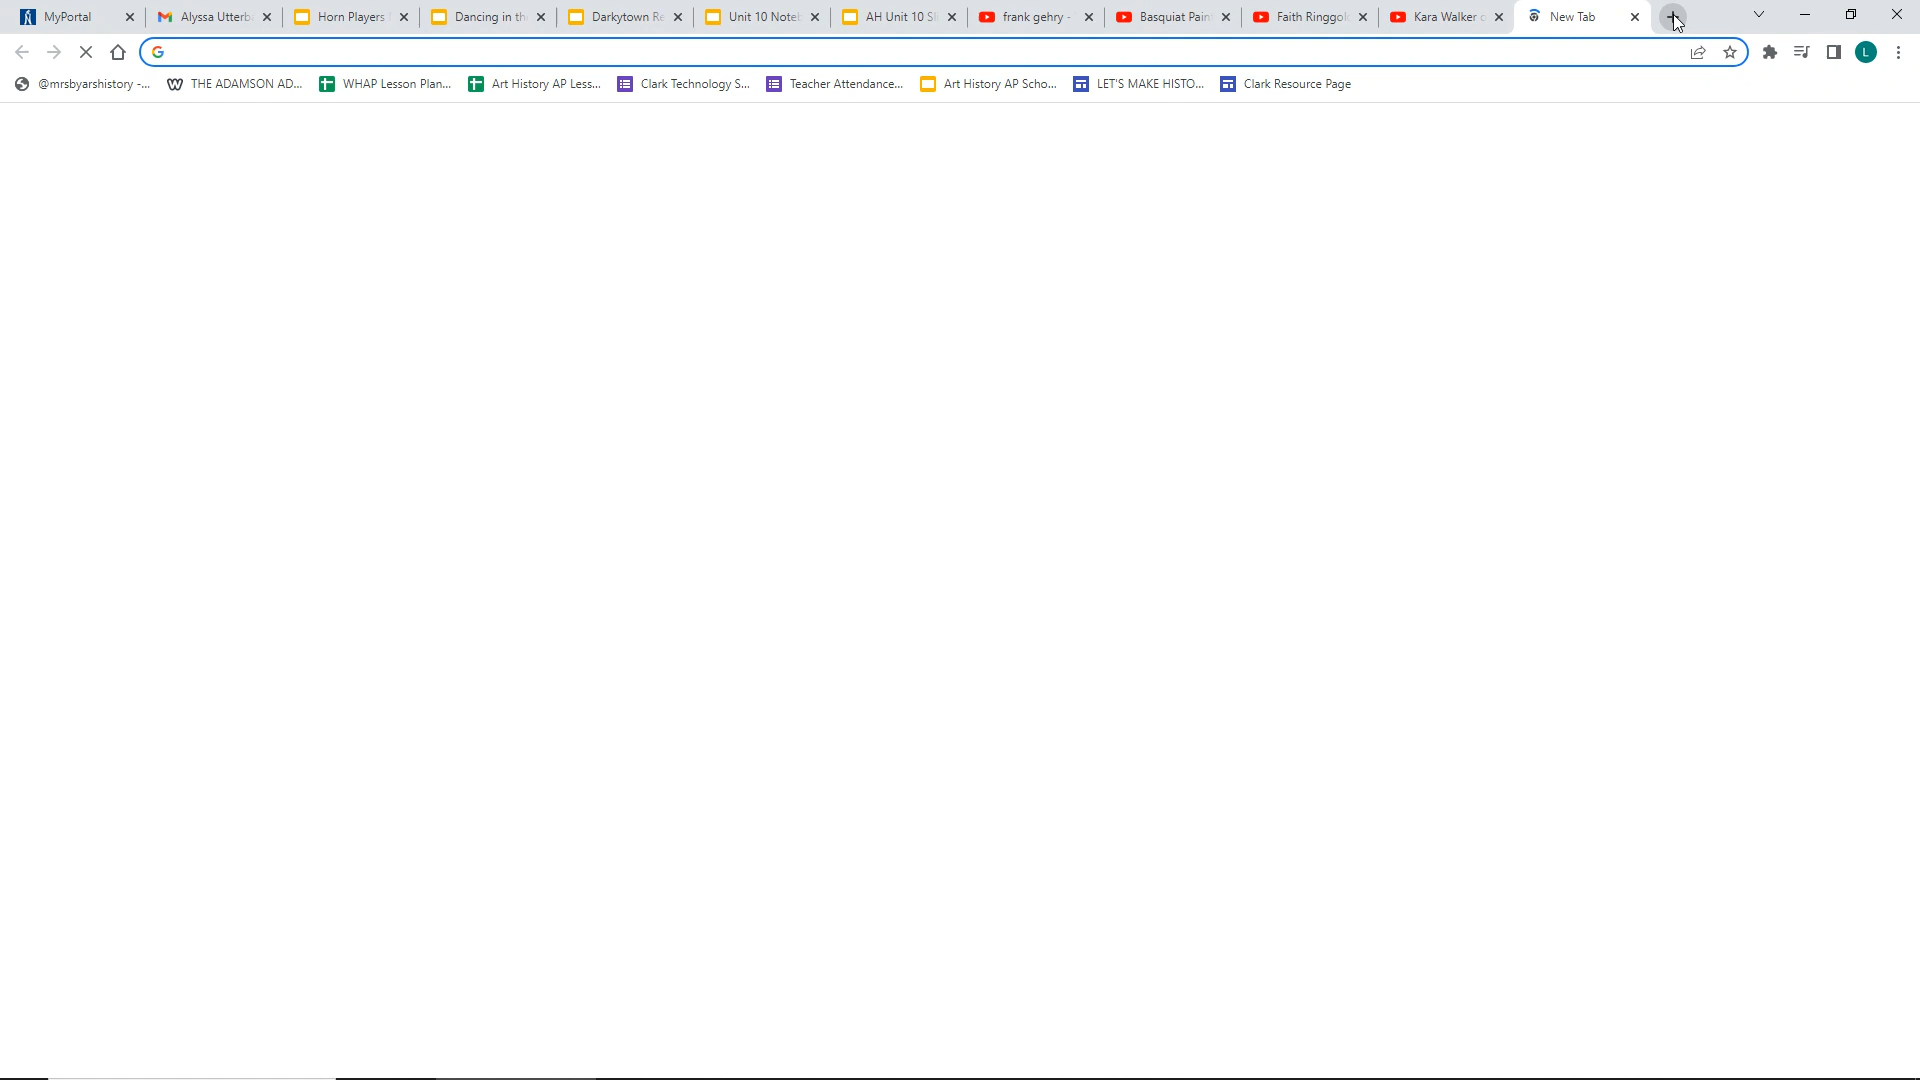 MyPortal Alyssa Utterb Horn Players Dancing in th Darkytown Re Unit 10 Noteb AH Unit 10 Sl frank gehry - Basquiat Pain Faith Ringgol Kara Walker o New Tab
@mrsbyarshistory -... THE ADAMSON AD... WHAP Lesson Plan... Art History AP Less... Clark Technology S... Teacher Attendance... Art History AP Scho... LET'S MAKE HISTO... Clark Resource Page
L